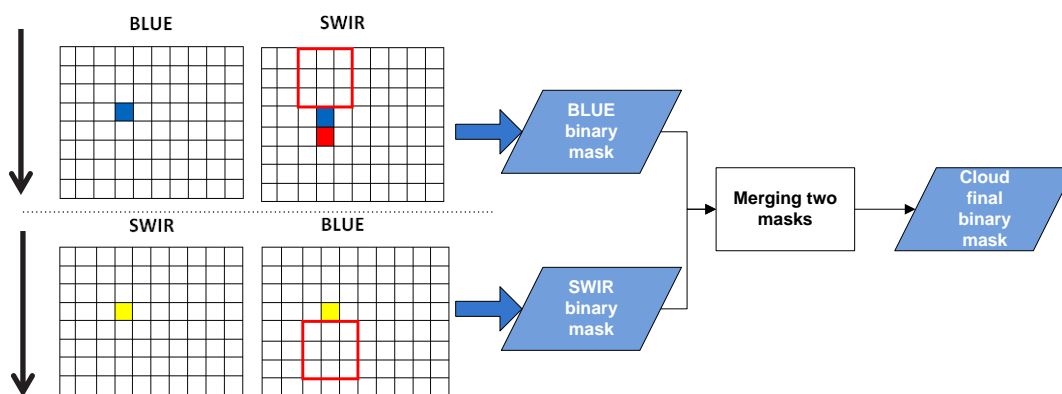 BLUE
SWIR
BLUE
binary
mask
Merging two
masks
Cloud
final
binary
mask
SWIR
BLUE
SWIR
binary
mask